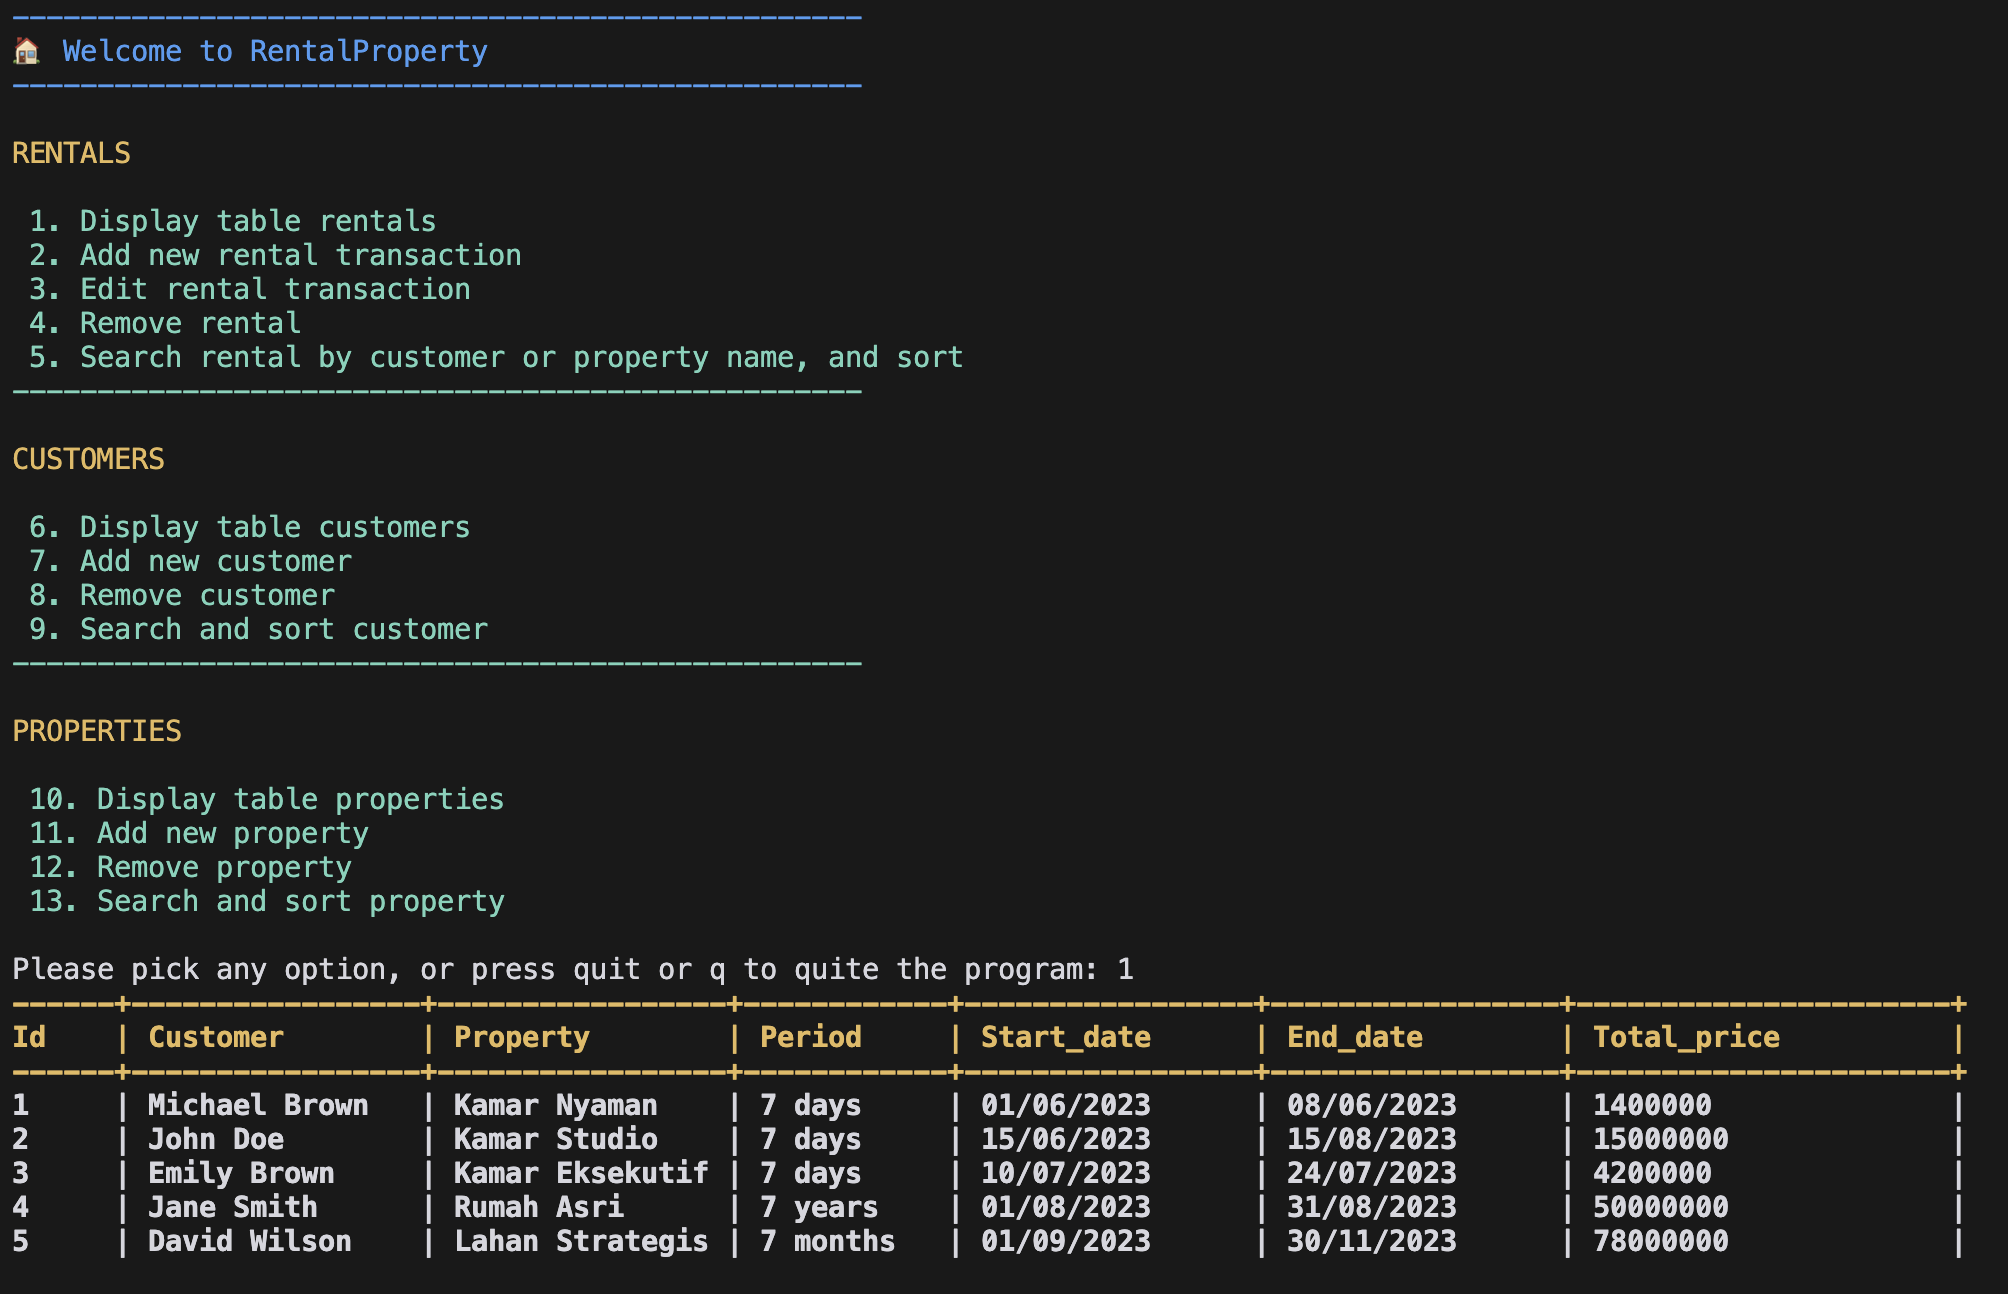 --------------------------------------------------
🏠 Welcome to RentalProperty
--------------------------------------------------
RENTALS
1. Display table rentals
2. Add new rental transaction
3. Edit rental transaction
4. Remove rental
5. Search rental by customer or property name, and sort
--------------------------------------------------
CUSTOMERS
6. Display table customers
7. Add new customer
8. Remove customer
9. Search and sort customer
--------------------------------------------------
PROPERTIES
10. Display table properties
11. Add new property
12. Remove property
13. Search and sort property
Please pick any option, or press quit or q to quite the program: 1
------+-----------------+-----------------+------------+-----------------+-----------------+----------------------+
Id    | Customer        | Property        | Period     | Start_date      | End_date        | Total_price          |
------+-----------------+-----------------+------------+-----------------+-----------------+----------------------+
1     | Michael Brown   | Kamar Nyaman    | 7 days     | 01/06/2023      | 08/06/2023      | 1400000              |
2     | John Doe        | Kamar Studio    | 7 days     | 15/06/2023      | 15/08/2023      | 15000000             |
3     | Emily Brown     | Kamar Eksekutif | 7 days     | 10/07/2023      | 24/07/2023      | 4200000              |
4     | Jane Smith      | Rumah Asri      | 7 years    | 01/08/2023      | 31/08/2023      | 50000000             |
5     | David Wilson    | Lahan Strategis | 7 months   | 01/09/2023      | 30/11/2023      | 78000000             |